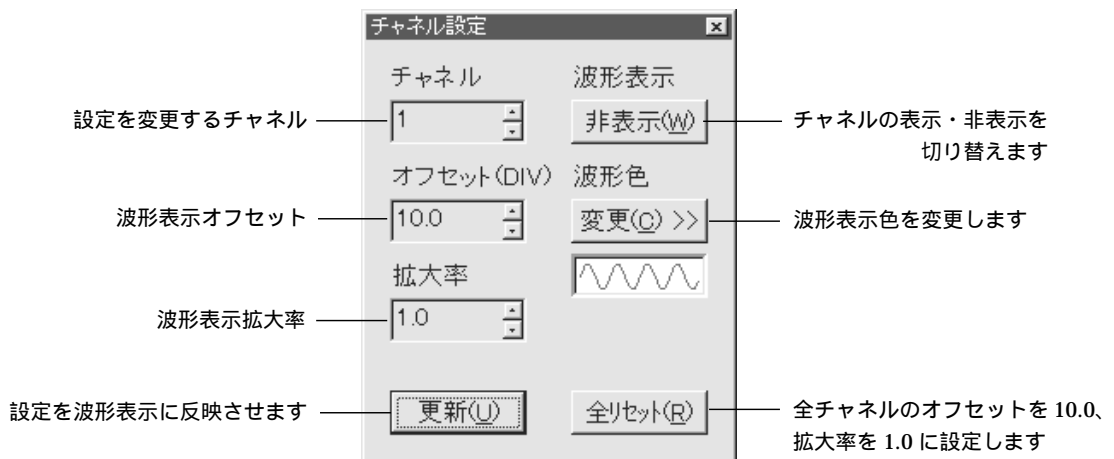 チャネル設定
チャネル
波形表示
設定を変更するチャネル
1
非表示(W)
チャネルの表示・非表示を
切り替えます
オフセット(DIV)
波形色
波形表示オフセット
10.0
変更(C) >>
波形表示色を変更します
拡大率
波形表示拡大率
1.0
設定を波形表示に反映させます
更新(U)
全リセット(R)
全チャネルのオフセットを 10.0、
拡大率を 1.0 に設定します